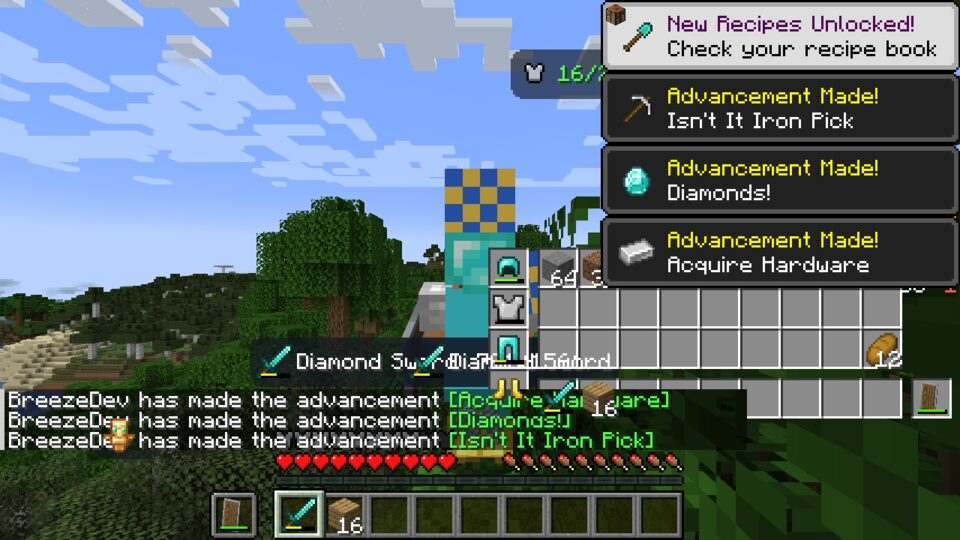 New Recipes Unlocked!
Check your recipe book
16/
Advancement Made!
Isn't It Iron Pick
Advancement Made!
Diamonds!
Advancement Made!
Acquire Hardware
64
12
Diamond Sword
BreezeDev has made the advancement [Acquire Hardware]
16
BreezeDev has made the advancement [Diamonds!]
BreezeDev has made the advancement [Isn't It Iron Pick]
16